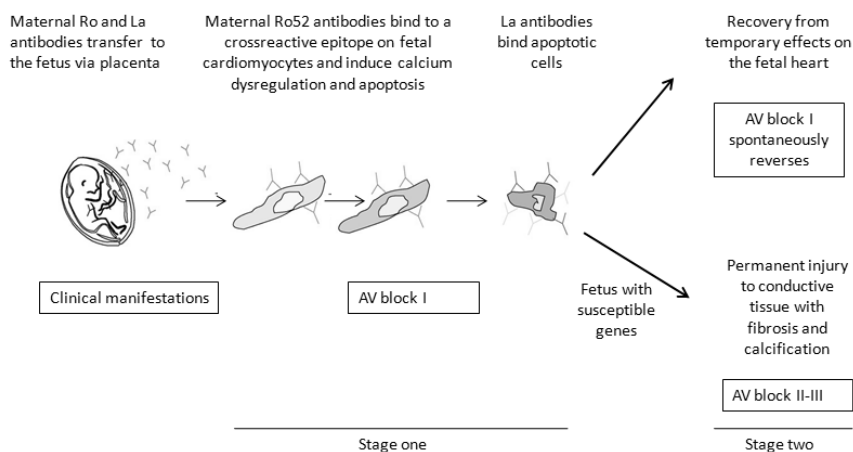 Maternal Ro and La
antibodies transfer to
the fetus via placenta
Maternal Ro52 antibodies bind to a
crossreactive epitope on fetal
cardiomyocytes and induce calcium
dysregulation and apoptosis
La antibodies
bind apoptotic
cells
Recovery from
temporary effects on
the fetal heart
AV block I
spontaneously
reverses
Clinical manifestations
AV block I
Fetus with
susceptible
genes
Permanent injury
to conductive
tissue with
fibrosis and
calcification
AV block II-III
Stage one
Stage two